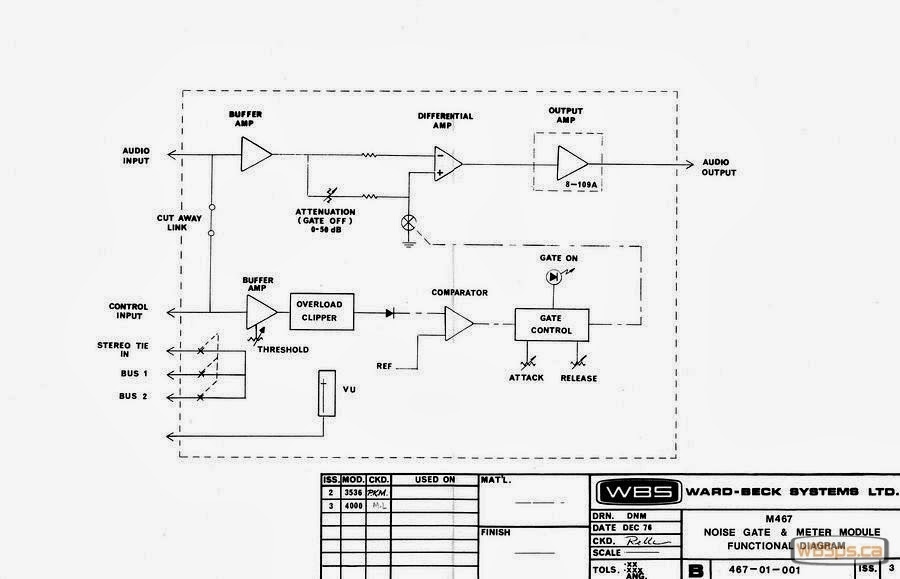 BUFFER
AMP
DIFFERENTIAL
AMP
OUTPUT
AMP
AUDIO
INPUT
-
+
8-109A
AUDIO
OUTPUT
ATTENUATION
(GATE OFF)
0-50 dB
CUT AWAY
LINK
GATE ON
BUFFER
AMP
COMPARATOR
CONTROL
INPUT
OVERLOAD
CLIPPER
GATE
CONTROL
THRESHOLD
STEREO TIE
IN
REF
BUS 1
ATTACK
RELEASE
VU
BUS 2
ISS. MOD. CKD. USED ON
2 3536 P.K.M.
3 4000 M.L
MAT'L.
FINISH
WBS WARD-BECK SYSTEMS LTD.
DRN. DNM
DATE DEC 76
CKD.
SCALE
TOLS. .XX
.XXX
ANG.
M467
NOISE GATE & METER MODULE
FUNCTIONAL DIAGRAM
wbsps.ca
B 467-01-001 ISS. 3